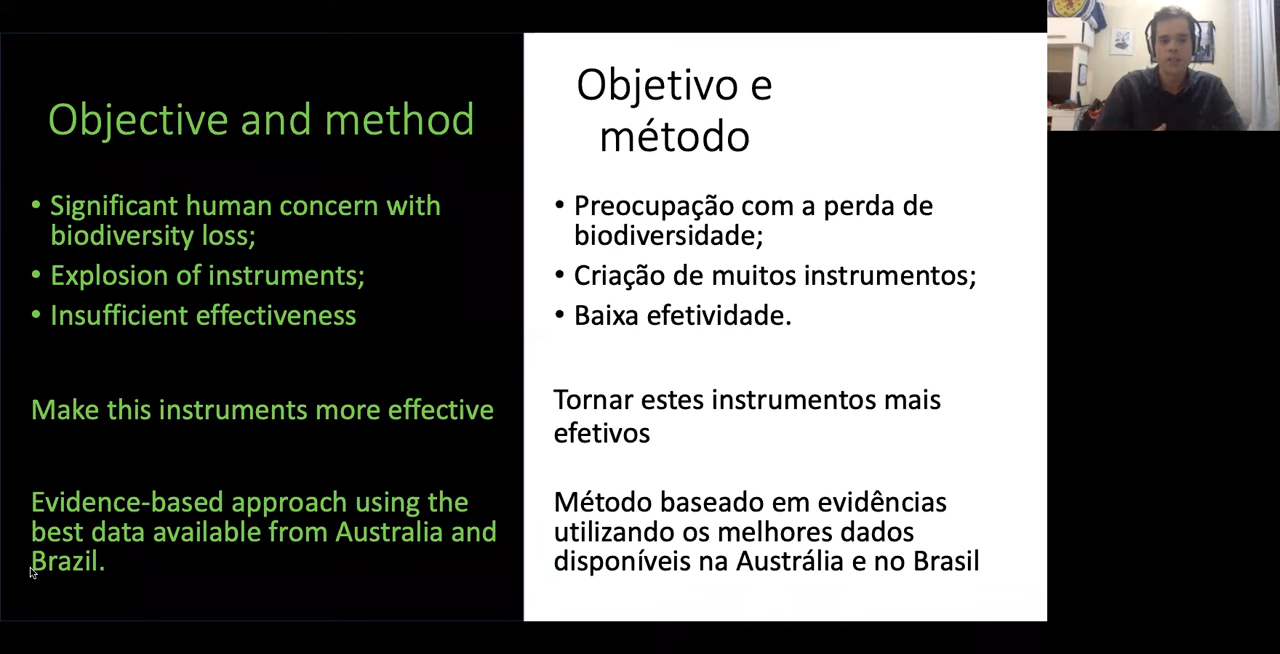 Objective and method
• Significant human concern with
biodiversity loss;
• Explosion of instruments;
• Insufficient effectiveness
Make this instruments more effective
Evidence-based approach using the
best data available from Australia and
Brazil.
Objetivo e
método
• Preocupação com a perda de
biodiversidade;
• Criação de muitos instrumentos;
• Baixa efetividade.
Tornar estes instrumentos mais
efetivos
Método baseado em evidências
utilizando os melhores dados
disponíveis na Austrália e no Brasil